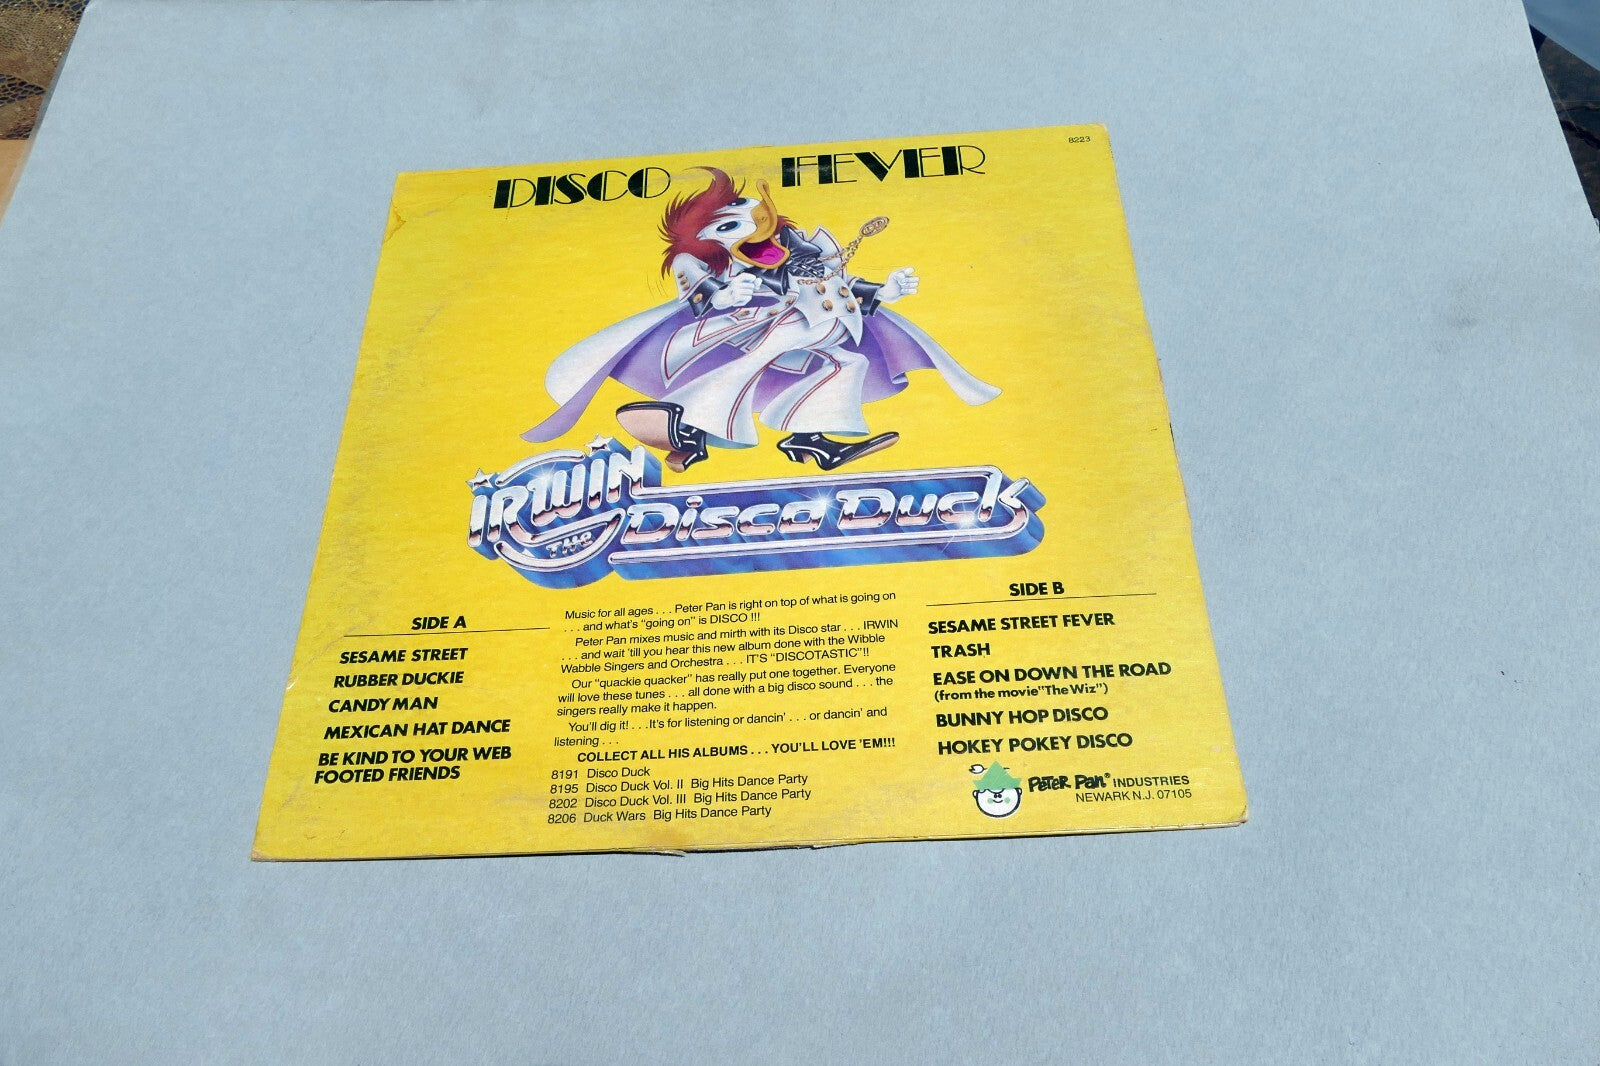 8223
DISCO FEVER
IRWIN
THE Disco Duck
SIDE A
SESAME STREET
RUBBER DUCKIE
CANDY MAN
MEXICAN HAT DANCE
BE KIND TO YOUR WEB
FOOTED FRIENDS
Music for all ages . . . Peter Pan is right on top of what is going on
. . . and what's "going on" is DISCO !!!
Peter Pan mixes music and mirth with its Disco star . . . IRWIN
. . . and wait 'till you hear this new album done with the Wibble
Wabble Singers and Orchestra . . . IT'S "DISCOTASTIC"!!
Our "quackie quacker" has really put one together. Everyone
will love these tunes . . . all done with a big disco sound . . . the
singers really make it happen.
You'll dig it! . . .It's for listening or dancin' . . . or dancin' and
listening . . .
COLLECT ALL HIS ALBUMS . . . YOU'LL LOVE 'EM!!!
8191 Disco Duck
8195 Disco Duck Vol. II Big Hits Dance Party
8202 Disco Duck Vol. III Big Hits Dance Party
8206 Duck Wars Big Hits Dance Party
SIDE B
SESAME STREET FEVER
TRASH
EASE ON DOWN THE ROAD
(from the movie"The Wiz")
BUNNY HOP DISCO
HOKEY POKEY DISCO
PETER PAN® INDUSTRIES
NEWARK N.J. 07105